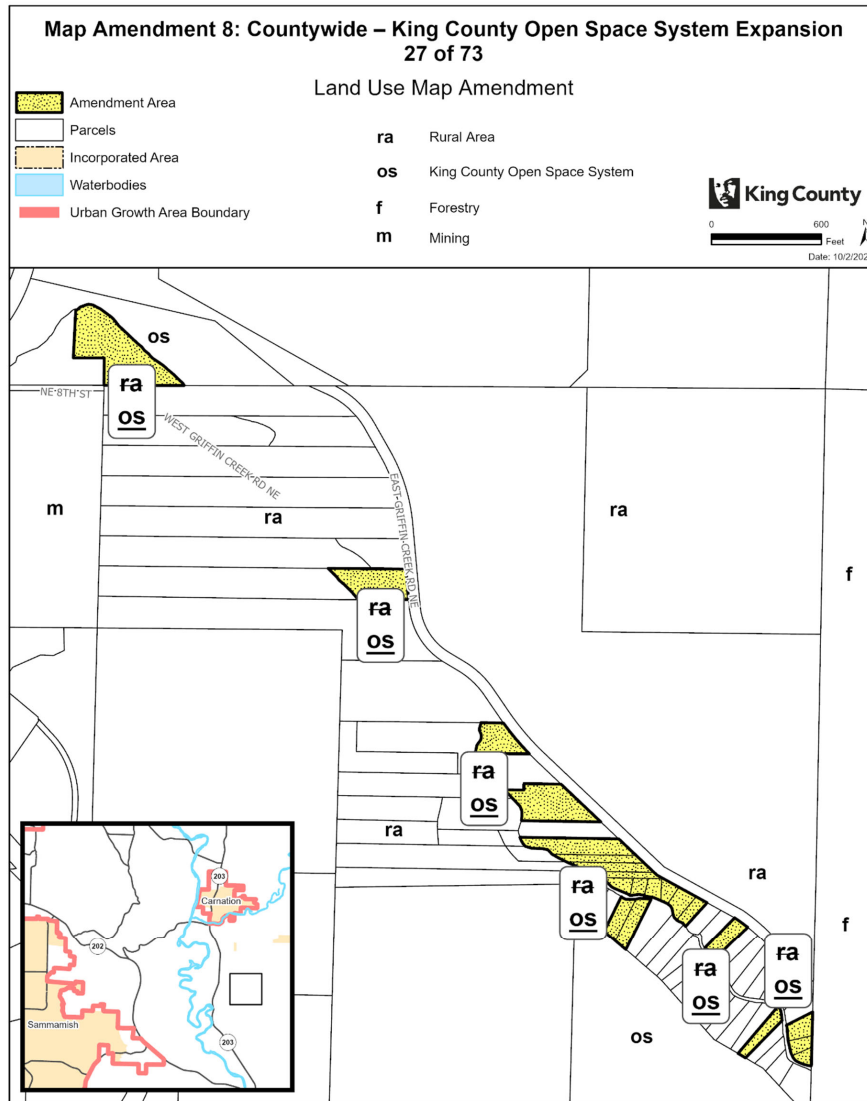 Map Amendment 8: Countywide – King County Open Space System Expansion
27 of 73
Land Use Map Amendment
Amendment Area
Parcels
Incorporated Area
Waterbodies
Urban Growth Area Boundary
ra Rural Area
os King County Open Space System
f Forestry
m Mining
King County
0 600
Feet
N
Date: 10/2/202
os
ra
os
NE 8TH ST
WEST GRIFFIN CREEK RD NE
EAST GRIFFIN CREEK RD NE
m
ra
ra
f
ra
os
ra
os
ra
ra
f
ra
os
ra
os
ra
os
os
203
Carnation
202
Sammamish
203